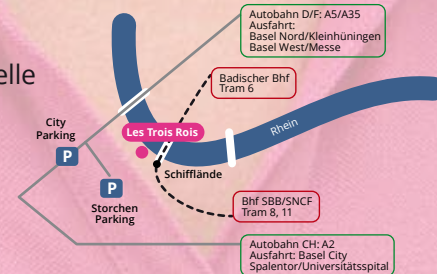 Autobahn D/F: A5/A35
Ausfahrt:
Basel Nord/Kleinhüningen
Basel West/Messe
elle
Badischer Bhf
Tram 6
City
Parking
P
Les Trois Rois
Rhein
Schifflände
P
Storchen
Parking
Bhf SBB/SNCF
Tram 8, 11
Autobahn CH: A2
Ausfahrt: Basel City
Spalentor/Universitätsspital